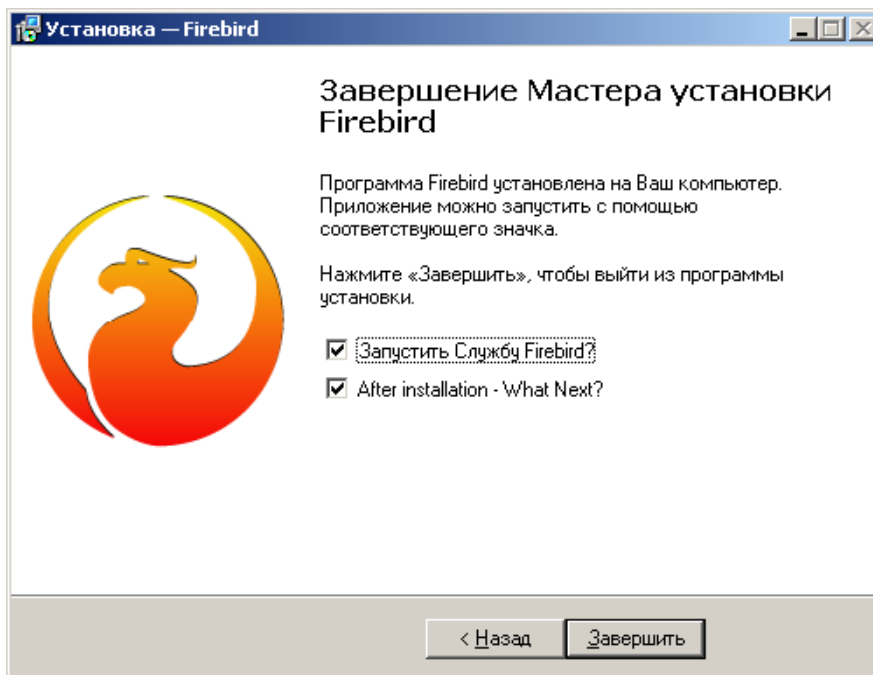 Установка — Firebird
Завершение Мастера установки
Firebird
Программа Firebird установлена на Ваш компьютер.
Приложение можно запустить с помощью
соответствующего значка.
Нажмите «Завершить», чтобы выйти из программы
установки.
Запустить Службу Firebird?
After installation - What Next?
< Назад
Завершить